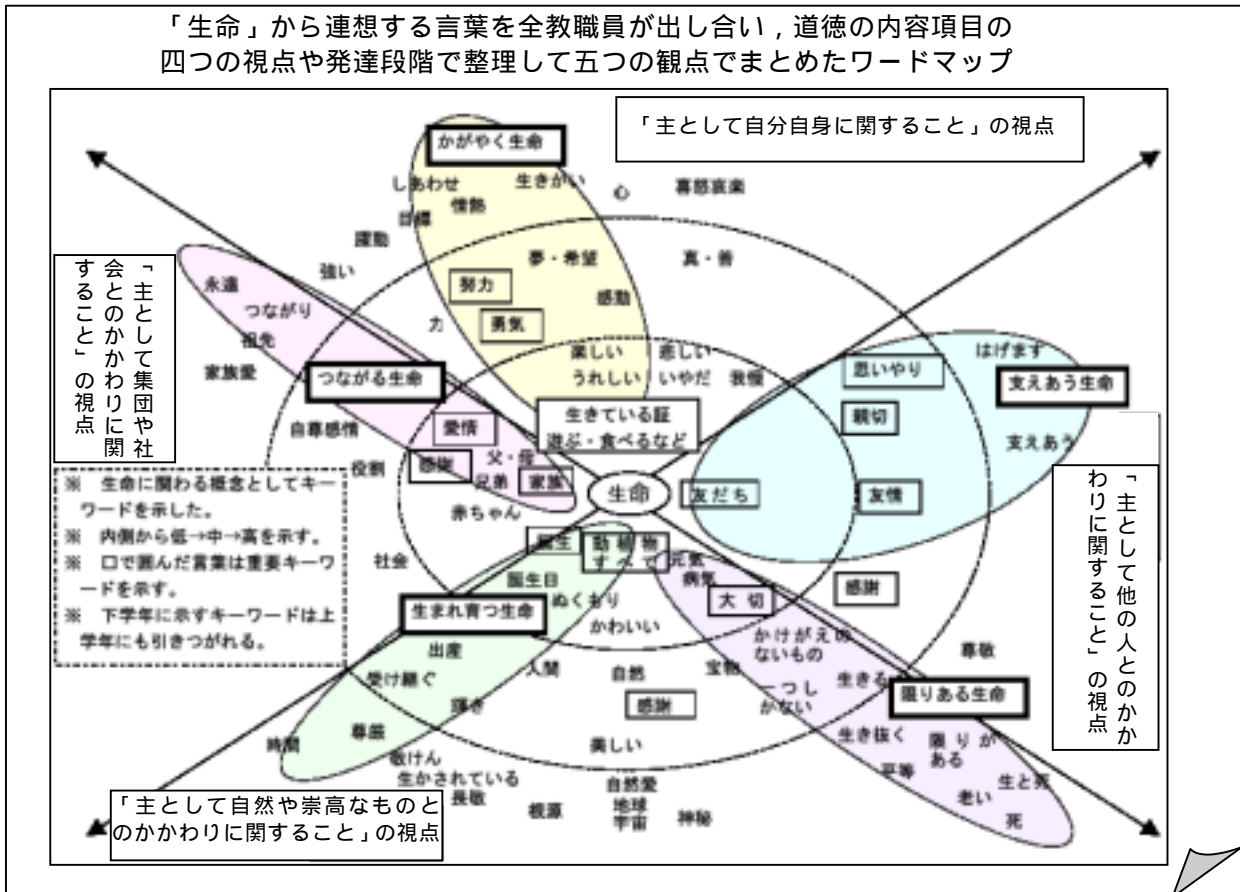 「生命」から連想する言葉を全教職員が出し合い,道徳の内容項目の
四つの視点や発達段階で整理して五つの観点でまとめたワードマップ
「主として自分自身に関すること」の視点
かがやく生命
しあわせ
生きがい
心
喜怒哀楽
目標
情熱
躍動
強い
夢・希望
真・善
努力
感動
力
勇気
楽しい
悲しい
うれしい
いやだ
我慢
「主として集団や社
会とのかかわりに関
すること」の視点
永遠
つながり
祖先
家族愛
つながる生命
自尊感情
愛情
役割
感謝
父・母
兄弟
家族
赤ちゃん
社会
生きている証
遊ぶ・食べるなど
生命
はげます
思いやり
支えあう生命
親切
支えあう
友だち
友情
感謝
尊敬
「主として他の人とのかか
わりに関すること」の視点
※ 生命に関わる概念としてキー
ワードを示した。
※ 内側から低→中→高を示す。
※ 口で囲んだ言葉は重要キーワ
ードを示す。
※ 下学年に示すキーワードは上
学年にも引きつがれる。
誕生
動植物
すべて
元気
病気
大切
誕生日
ぬくもり
生まれ育つ生命
かわいい
かけがえの
ないもの
出産
人間
自然
宝物
受け継ぐ
一つし
かない
生きる
限りある生命
輝き
感謝
尊厳
時間
美しい
生き抜く
限りが
ある
敬けん
生かされている
長敬
平等
生と死
老い
死
自然愛
地球
宇宙
根源
神秘
「主として自然や崇高なものと
のかかわりに関すること」の視点